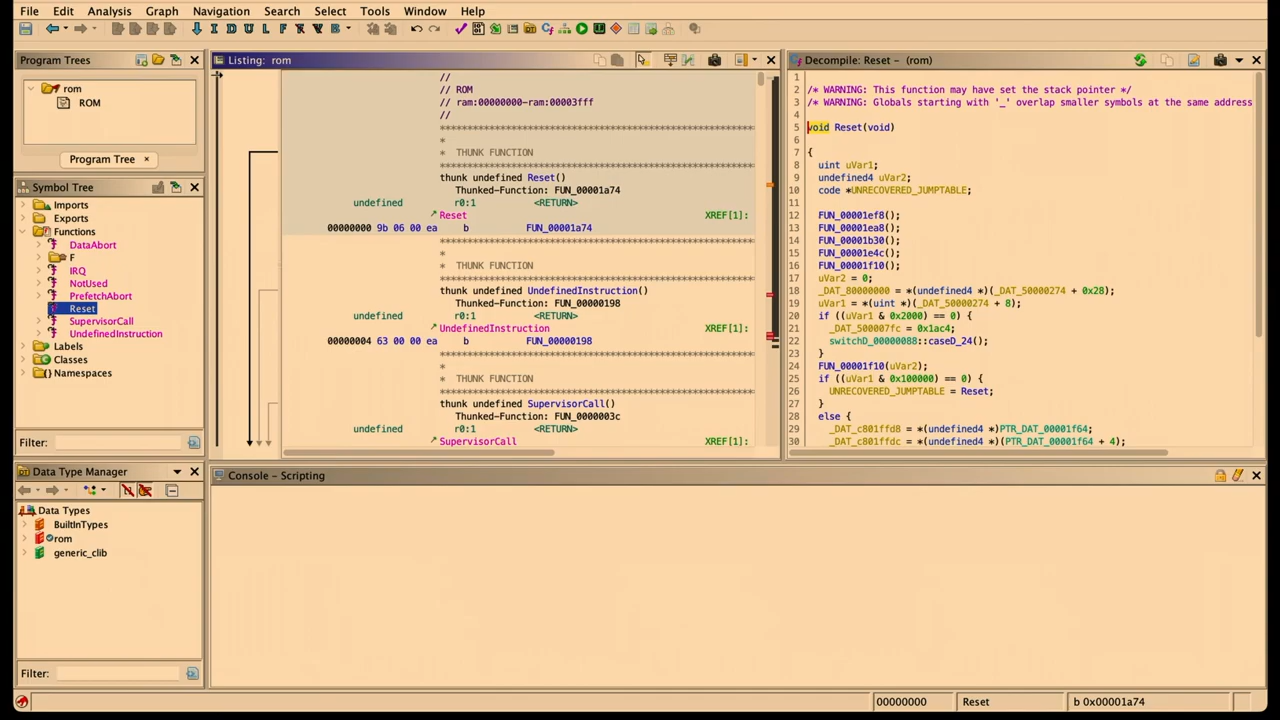 File Edit Analysis Graph Navigation Search Select Tools Window Help
I D U L F V B
Program Trees
rom
ROM
Program Tree ×
Symbol Tree
Imports
Exports
Functions
DataAbort
F
IRQ
NotUsed
PrefetchAbort
Reset
SupervisorCall
UndefinedInstruction
Labels
Classes
Namespaces
Filter:
Data Type Manager
Data Types
BuiltInTypes
rom
generic_clib
Filter:
Listing: rom
//
// ROM
// ram:00000000-ram:00003fff
//
*
* THUNK FUNCTION
thunk undefined Reset()
Thunked-Function: FUN_00001a74
undefined r0:1 <RETURN>
Reset XREF[1]:
00000000 9b 06 00 ea b FUN_00001a74
*
* THUNK FUNCTION
thunk undefined UndefinedInstruction()
Thunked-Function: FUN_00000198
undefined r0:1 <RETURN>
UndefinedInstruction XREF[1]:
00000004 63 00 00 ea b FUN_00000198
*
* THUNK FUNCTION
thunk undefined SupervisorCall()
Thunked-Function: FUN_0000003c
undefined r0:1 <RETURN>
SupervisorCall XREF[1]:
Decompile: Reset - (rom)
1
2 /* WARNING: This function may have set the stack pointer */
3 /* WARNING: Globals starting with '_' overlap smaller symbols at the same address
4
5 void Reset(void)
6
7 {
8 uint uVar1;
9 undefined4 uVar2;
10 code *UNRECOVERED_JUMPTABLE;
11
12 FUN_00001ef8();
13 FUN_00001ea8();
14 FUN_00001b30();
15 FUN_00001e4c();
16 FUN_00001f10();
17 uVar2 = 0;
18 _DAT_80000000 = *(undefined4 *)(_DAT_50000274 + 0x28);
19 uVar1 = *(uint *)(_DAT_50000274 + 8);
20 if ((uVar1 & 0x2000) == 0) {
21 _DAT_500007fc = 0x1ac4;
22 switchD_00000088::caseD_24();
23 }
24 FUN_00001f10(uVar2);
25 if ((uVar1 & 0x100000) == 0) {
26 UNRECOVERED_JUMPTABLE = Reset;
27 }
28 else {
29 _DAT_c801ffd8 = *(undefined4 *)PTR_DAT_00001f64;
30 _DAT_c801ffdc = *(undefined4 *)(PTR_DAT_00001f64 + 4);
Console - Scripting
00000000 Reset b 0x00001a74